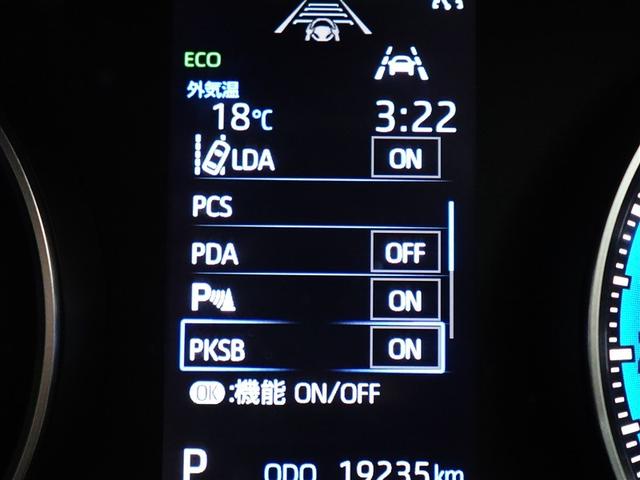 ECO
外気温
18℃ 3:22
LDA ON
PCS
PDA OFF
P ON
PKSB ON
OK:機能 ON/OFF
P ODO 19235km